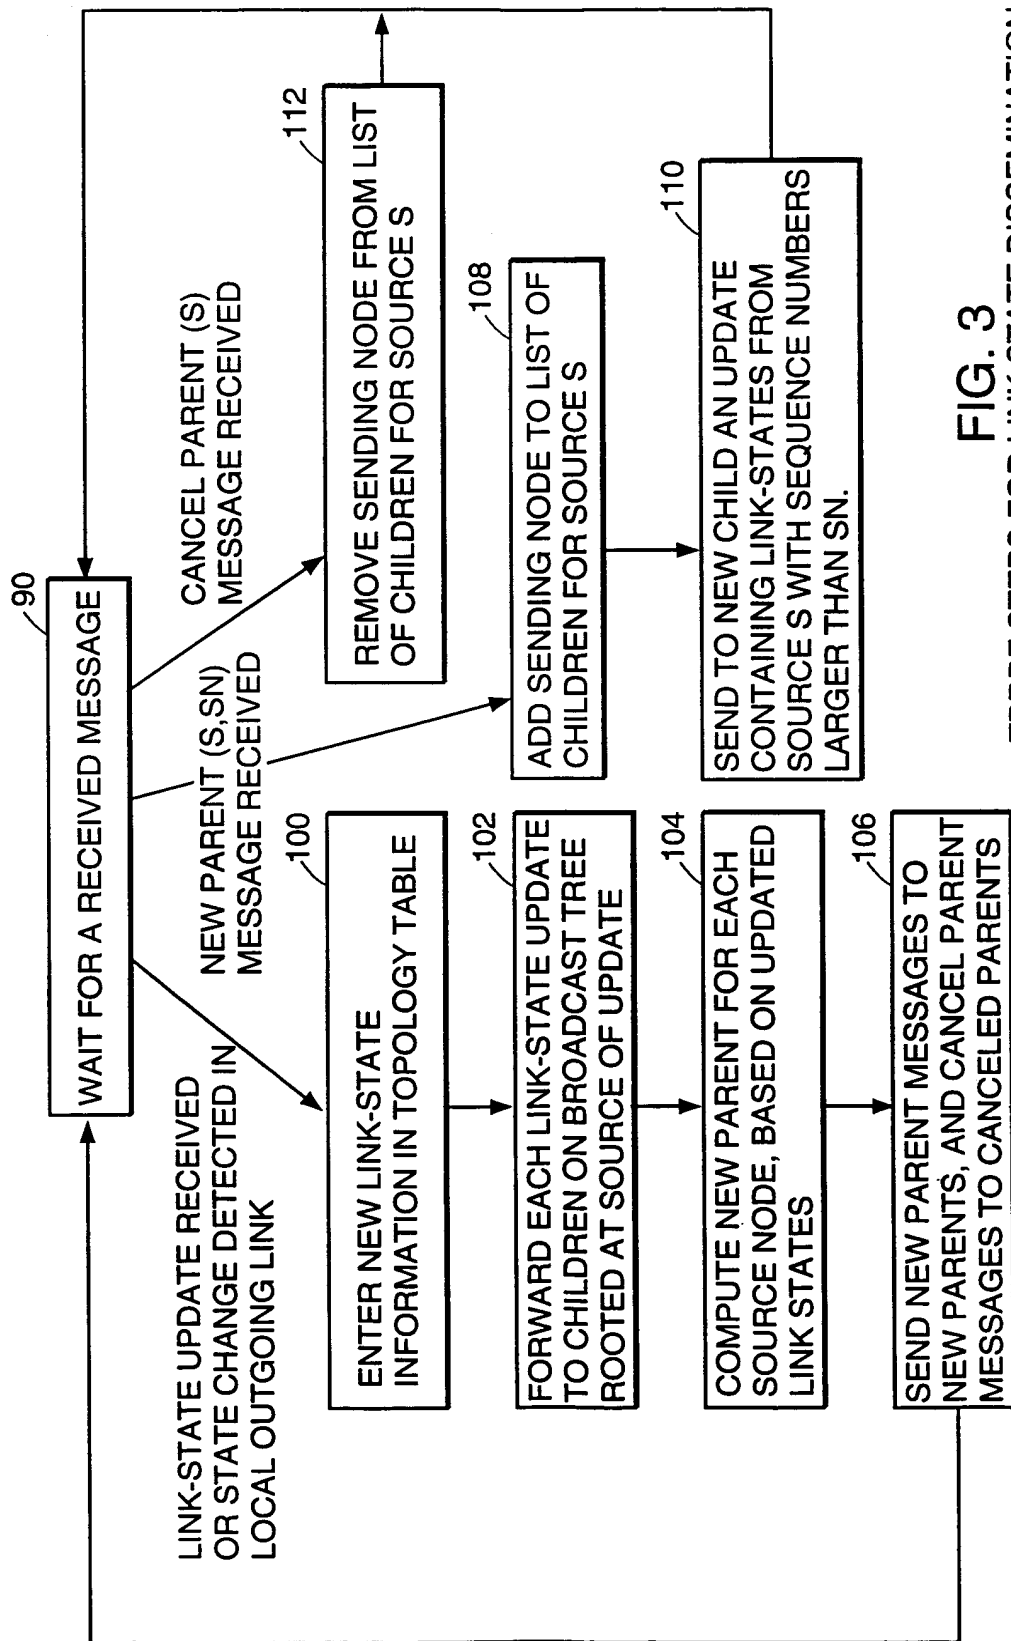 90
WAIT FOR A RECEIVED MESSAGE
LINK-STATE UPDATE RECEIVED
OR STATE CHANGE DETECTED IN
LOCAL OUTGOING LINK
NEW PARENT (S,SN)
MESSAGE RECEIVED
CANCEL PARENT (S)
MESSAGE RECEIVED
100
ENTER NEW LINK-STATE
INFORMATION IN TOPOLOGY TABLE
102
FORWARD EACH LINK-STATE UPDATE
TO CHILDREN ON BROADCAST TREE
ROOTED AT SOURCE OF UPDATE
104
COMPUTE NEW PARENT FOR EACH
SOURCE NODE, BASED ON UPDATED
LINK STATES
106
SEND NEW PARENT MESSAGES TO
NEW PARENTS, AND CANCEL PARENT
MESSAGES TO CANCELED PARENTS
108
ADD SENDING NODE TO LIST OF
CHILDREN FOR SOURCE S
110
SEND TO NEW CHILD AN UPDATE
CONTAINING LINK-STATES FROM
SOURCE S WITH SEQUENCE NUMBERS
LARGER THAN SN.
112
REMOVE SENDING NODE FROM LIST
OF CHILDREN FOR SOURCE S
FIG. 3
STEPS FOR LINK-STATE DISSEMINATION